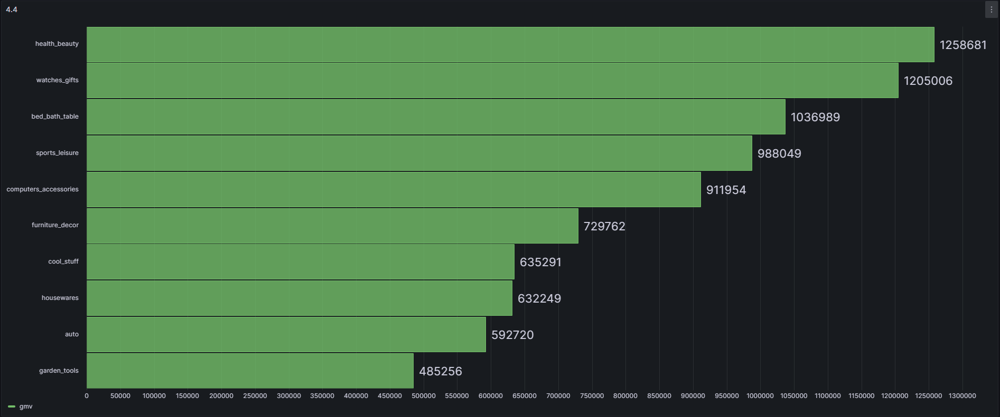 4.4
health_beauty 1258681
watches_gifts 1205006
bed_bath_table 1036989
sports_leisure 988049
computers_accessories 911954
furniture_decor 729762
cool_stuff 635291
housewares 632249
auto 592720
garden_tools 485256
0 50000 100000 150000 200000 250000 300000 350000 400000 450000 500000 550000 600000 650000 700000 750000 800000 850000 900000 950000 1000000 1050000 1100000 1150000 1200000 1250000 1300000
gmv